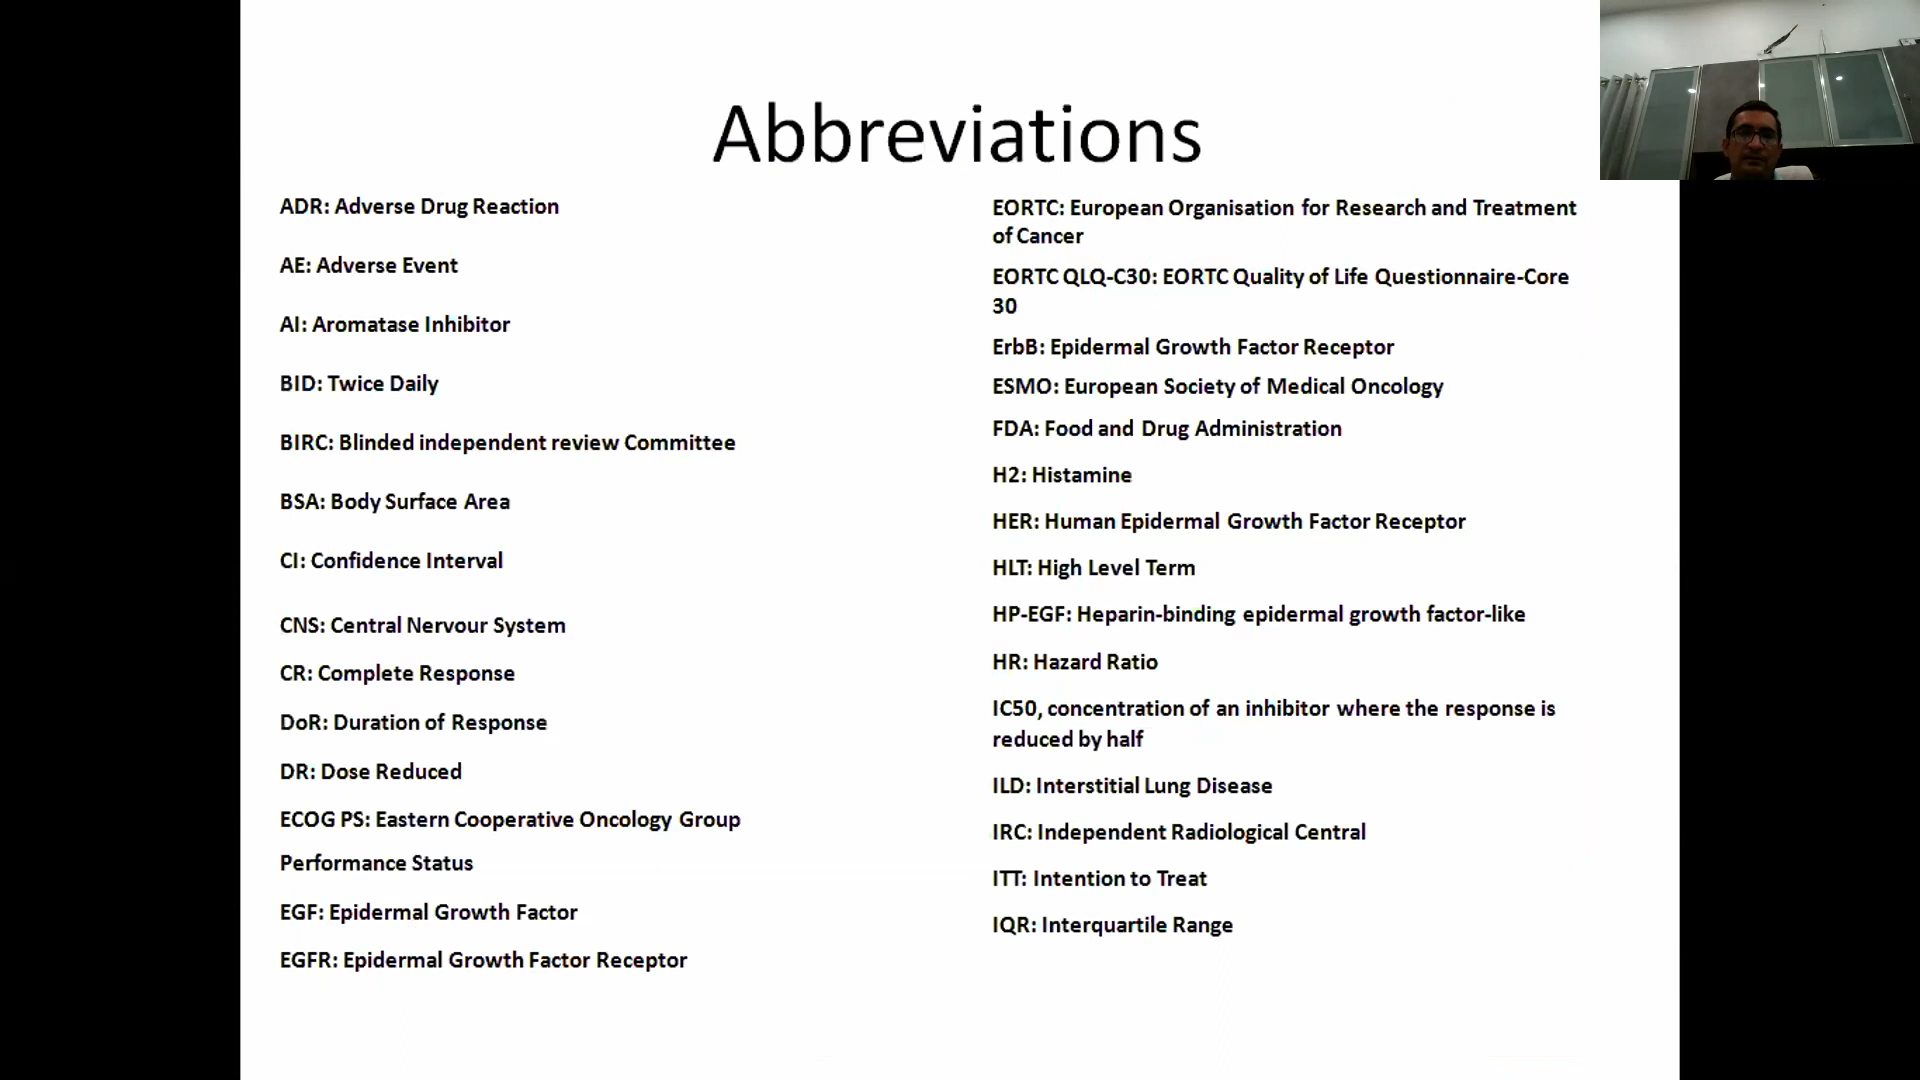 Abbreviations
ADR: Adverse Drug Reaction
AE: Adverse Event
AI: Aromatase Inhibitor
BID: Twice Daily
BIRC: Blinded independent review Committee
BSA: Body Surface Area
CI: Confidence Interval
CNS: Central Nervour System
CR: Complete Response
DoR: Duration of Response
DR: Dose Reduced
ECOG PS: Eastern Cooperative Oncology Group
Performance Status
EGF: Epidermal Growth Factor
EGFR: Epidermal Growth Factor Receptor
EORTC: European Organisation for Research and Treatment
of Cancer
EORTC QLQ-C30: EORTC Quality of Life Questionnaire-Core
30
ErbB: Epidermal Growth Factor Receptor
ESMO: European Society of Medical Oncology
FDA: Food and Drug Administration
H2: Histamine
HER: Human Epidermal Growth Factor Receptor
HLT: High Level Term
HP-EGF: Heparin-binding epidermal growth factor-like
HR: Hazard Ratio
IC50, concentration of an inhibitor where the response is
reduced by half
ILD: Interstitial Lung Disease
IRC: Independent Radiological Central
ITT: Intention to Treat
IQR: Interquartile Range